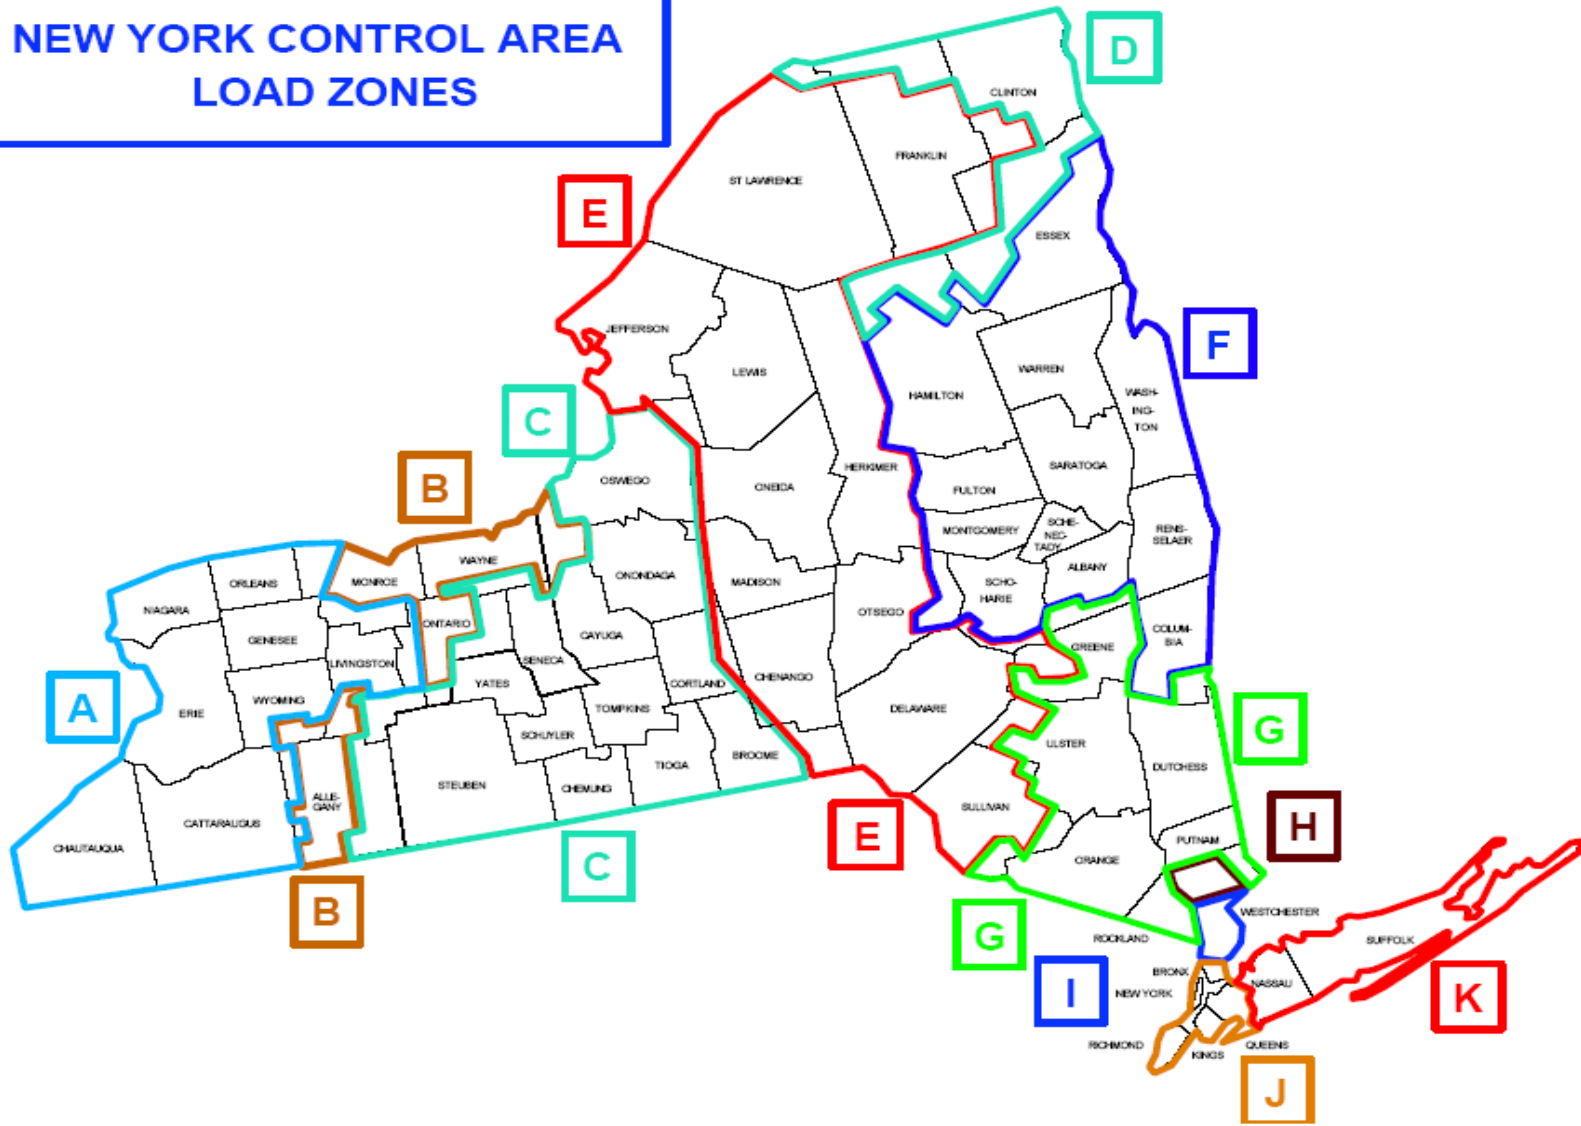 NEW YORK CONTROL AREA
LOAD ZONES
D
CLINTON
FRANKLIN
ST LAWRENCE
E
ESSEX
JEFFERSON
F
LEWIS
WARREN
HAMILTON
WASH-
ING-
TON
C
HERKIMER
SARATOGA
OSWEGO
ONEIDA
B
FULTON
MONTGOMERY
SCHE-
NEC-
TADY
RENS-
SELAER
WAYNE
ORLEANS
MONROE
ONONDAGA
MADISON
ALBANY
SCHO-
HARIE
NIAGARA
OTSEGO
ONTARIO
GENESEE
CAYUGA
COLUM-
BIA
GREENE
LIVINGSTON
SENECA
YATES
CORTLAND
CHENANGO
A
WYOMING
ERIE
TOMPKINS
DELAWARE
G
SCHUYLER
ULSTER
BROOME
TIOGA
DUTCHESS
STEUBEN
CHEMUNG
ALLE-
GANY
SULLIVAN
CATTARAUGUS
H
E
PUTNAM
CHAUTAUQUA
ORANGE
C
B
WESTCHESTER
G
ROCKLAND
SUFFOLK
BRONX
I
NEW YORK
NASSAU
K
RICHMOND
KINGS
QUEENS
J